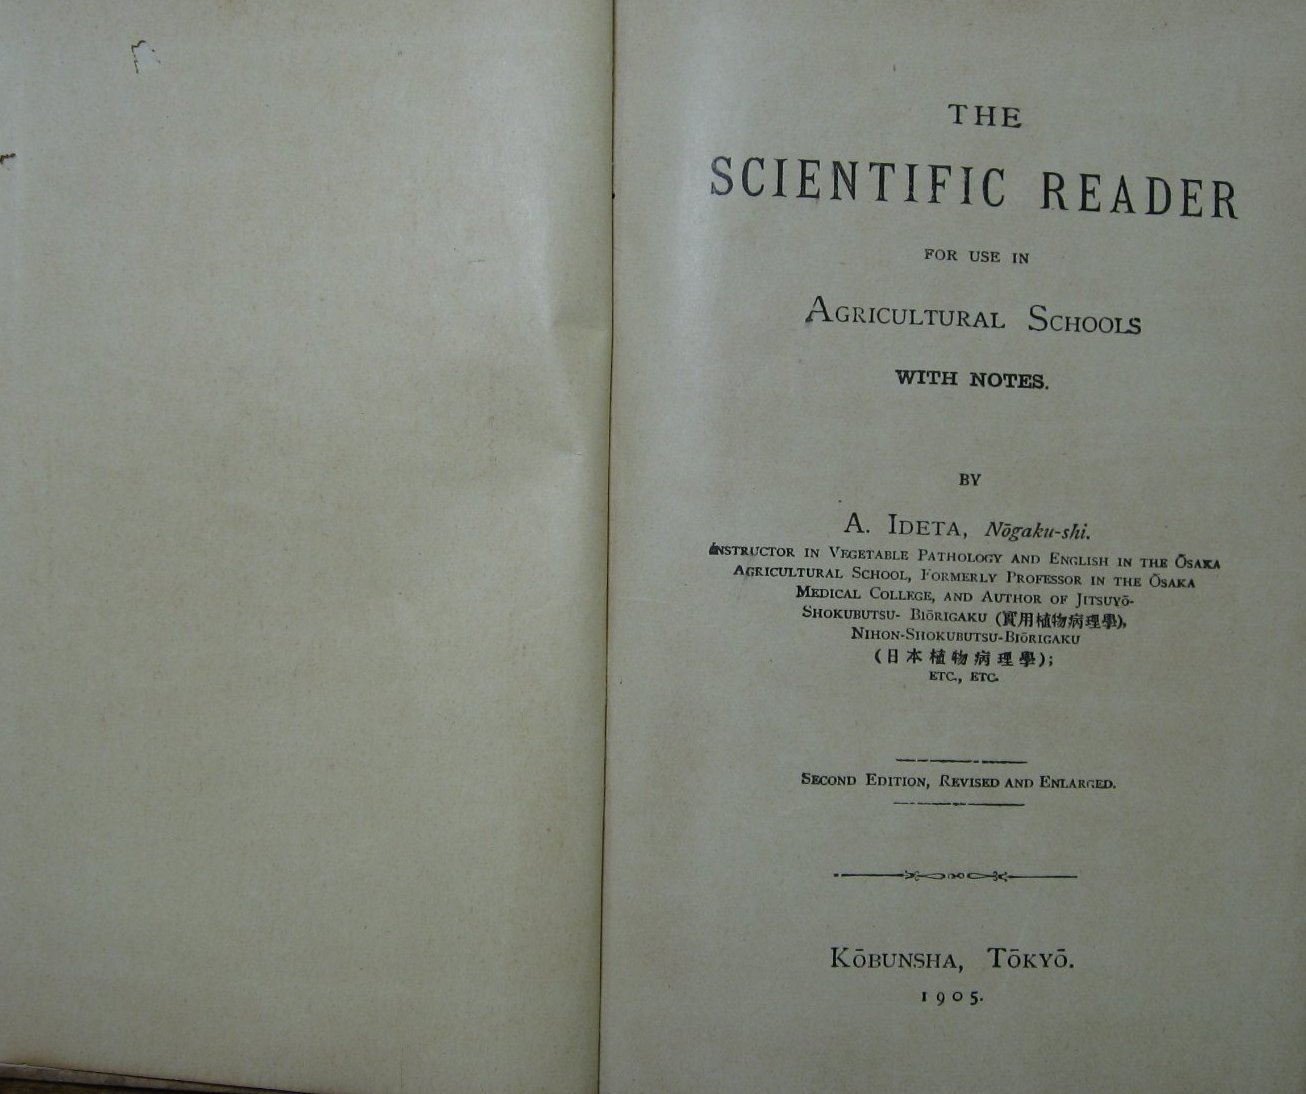 THE
SCIENTIFIC READER
FOR USE IN
AGRICULTURAL SCHOOLS
WITH NOTES.
BY
A. IDETA, Nōgaku-shi.
INSTRUCTOR IN VEGETABLE PATHOLOGY AND ENGLISH IN THE ŌSAKA
AGRICULTURAL SCHOOL, FORMERLY PROFESSOR IN THE ŌSAKA
MEDICAL COLLEGE, AND AUTHOR OF JITSUYŌ-
SHOKUBUTSU- BIŌRIGAKU (實用植物病理學),
NIHON-SHOKUBUTSU-BIŌRIGAKU
(日本植物病理學);
ETC., ETC.
SECOND EDITION, REVISED AND ENLARGED.
KŌBUNSHA, TŌKYŌ.
1905.